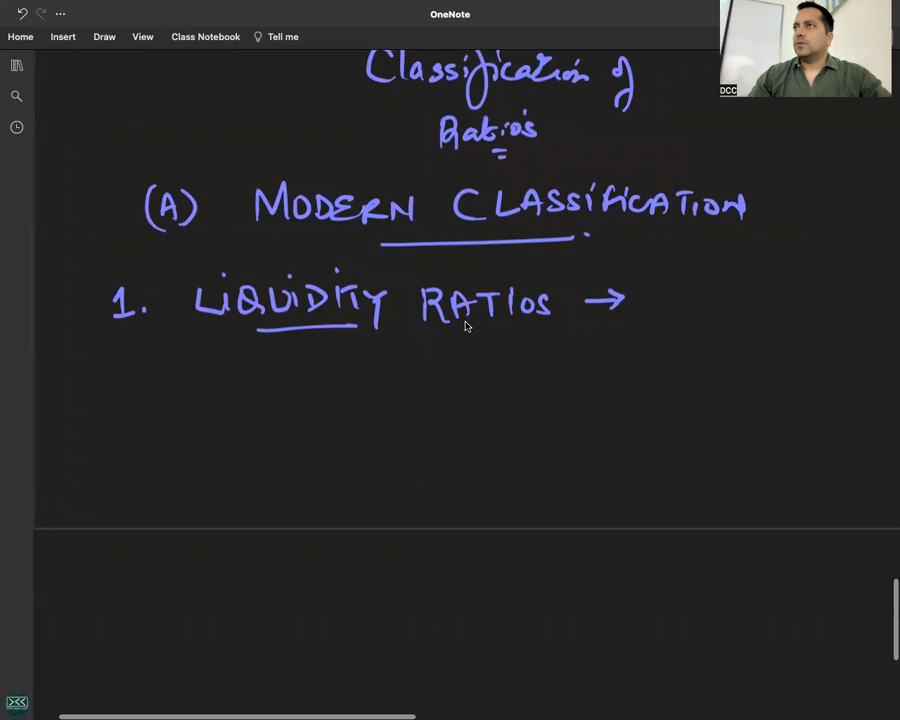 OneNote
Home Insert Draw View Class Notebook Tell me
DCC
Classification of
Ratios
(A) MODERN CLASSIFICATION
1. LIQUIDITY RATIOS →